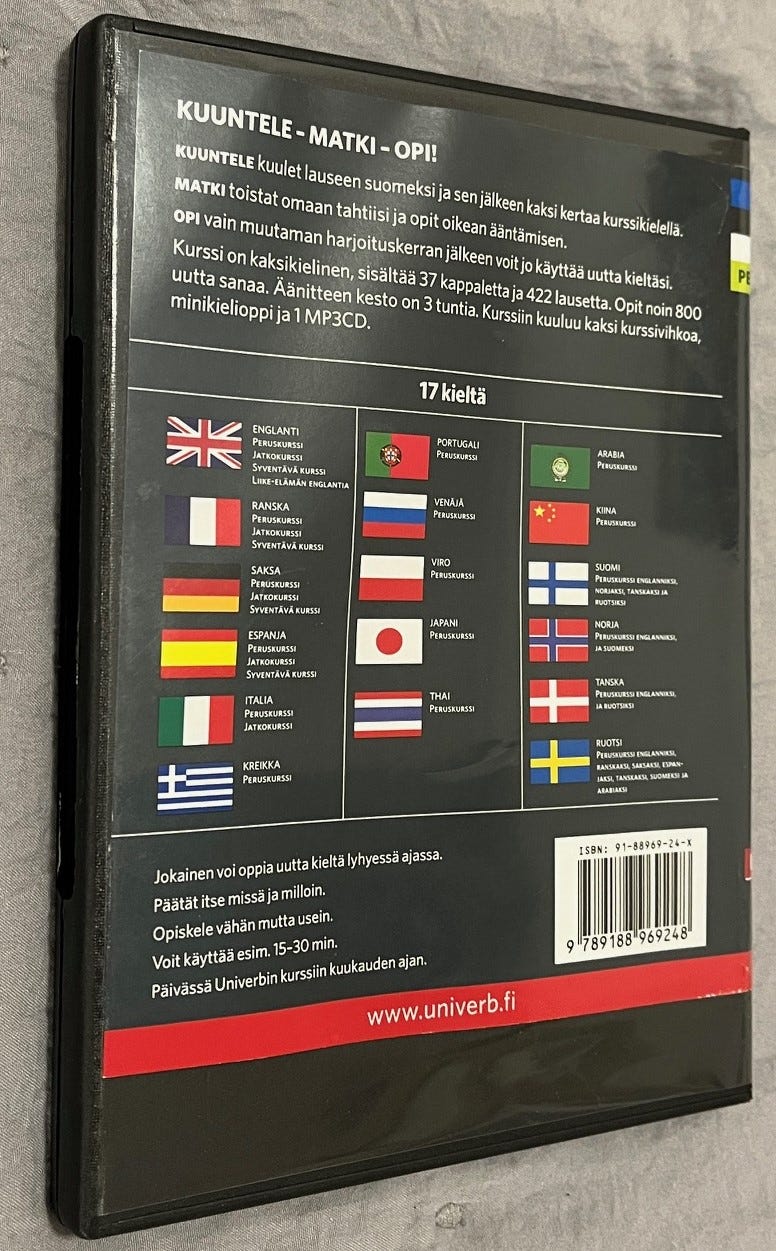 KUUNTELE - MATKI - OPI!
KUUNTELE kuulet lauseen suomeksi ja sen jälkeen kaksi kertaa kurssikielellä.
MATKI toistat omaan tahtiisi ja opit oikean ääntämisen.
OPI vain muutaman harjoituskerran jälkeen voit jo käyttää uutta kieltäsi.
Kurssi on kaksikielinen, sisältää 37 kappaletta ja 422 lausetta. Opit noin 800
uutta sanaa. Äänitteen kesto on 3 tuntia. Kurssiin kuuluu kaksi kurssivihkoa,
minikielioppi ja 1 MP3CD.
PE
17 kieltä
ENGLANTI
PERUSKURSSI
JATKOKURSSI
SYVENTÄVÄ KURSSI
LIIKE-ELÄMÄN ENGLANTIA
RANSKA
PERUSKURSSI
JATKOKURSSI
SYVENTÄVÄ KURSSI
SAKSA
PERUSKURSSI
JATKOKURSSI
SYVENTÄVÄ KURSSI
ESPANJA
PERUSKURSSI
JATKOKURSSI
SYVENTÄVÄ KURSSI
ITALIA
PERUSKURSSI
JATKOKURSSI
KREIKKA
PERUSKURSSI
PORTUGALI
PERUSKURSSI
VENÄJÄ
PERUSKURSSI
VIRO
PERUSKURSSI
JAPANI
PERUSKURSSI
THAI
PERUSKURSSI
ARABIA
PERUSKURSSI
KIINA
PERUSKURSSI
SUOMI
PERUSKURSSI ENGLANNIKSI,
NORJAKSI, TANSKAKSI JA
RUOTSIKSI
NORJA
PERUSKURSSI ENGLANNIKSI,
JA SUOMEKSI
TANSKA
PERUSKURSSI ENGLANNIKSI,
JA RUOTSIKSI
RUOTSI
PERUSKURSSI ENGLANNIKSI,
RANSKAKSI, SAKSAKSI, ESPAN-
JAKSI, TANSKAKSI, SUOMEKSI JA
ARABIAKSI
Jokainen voi oppia uutta kieltä lyhyessä ajassa.
Päätät itse missä ja milloin.
Opiskele vähän mutta usein.
Voit käyttää esim. 15-30 min.
Päivässä Univerbin kurssiin kuukauden ajan.
ISBN: 91-88969-24-X
9 789188 969248
www.univerb.fi